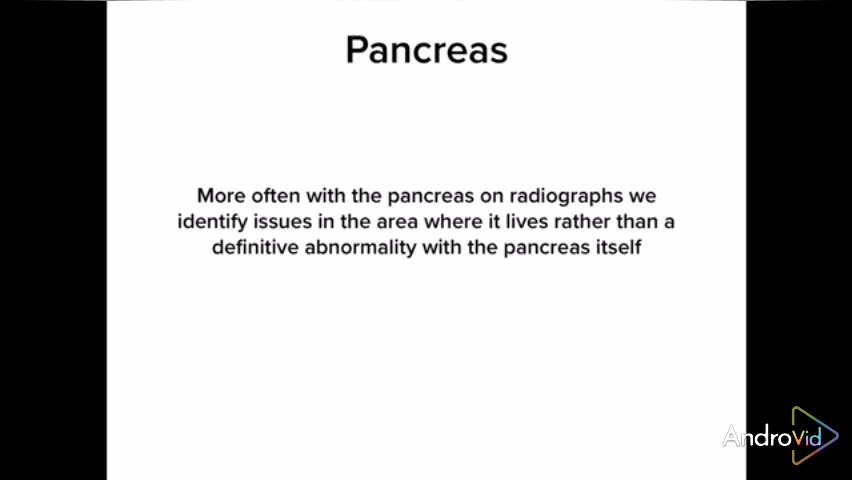 Pancreas
More often with the pancreas on radiographs we
identify issues in the area where it lives rather than a
definitive abnormality with the pancreas itself
AndroVid